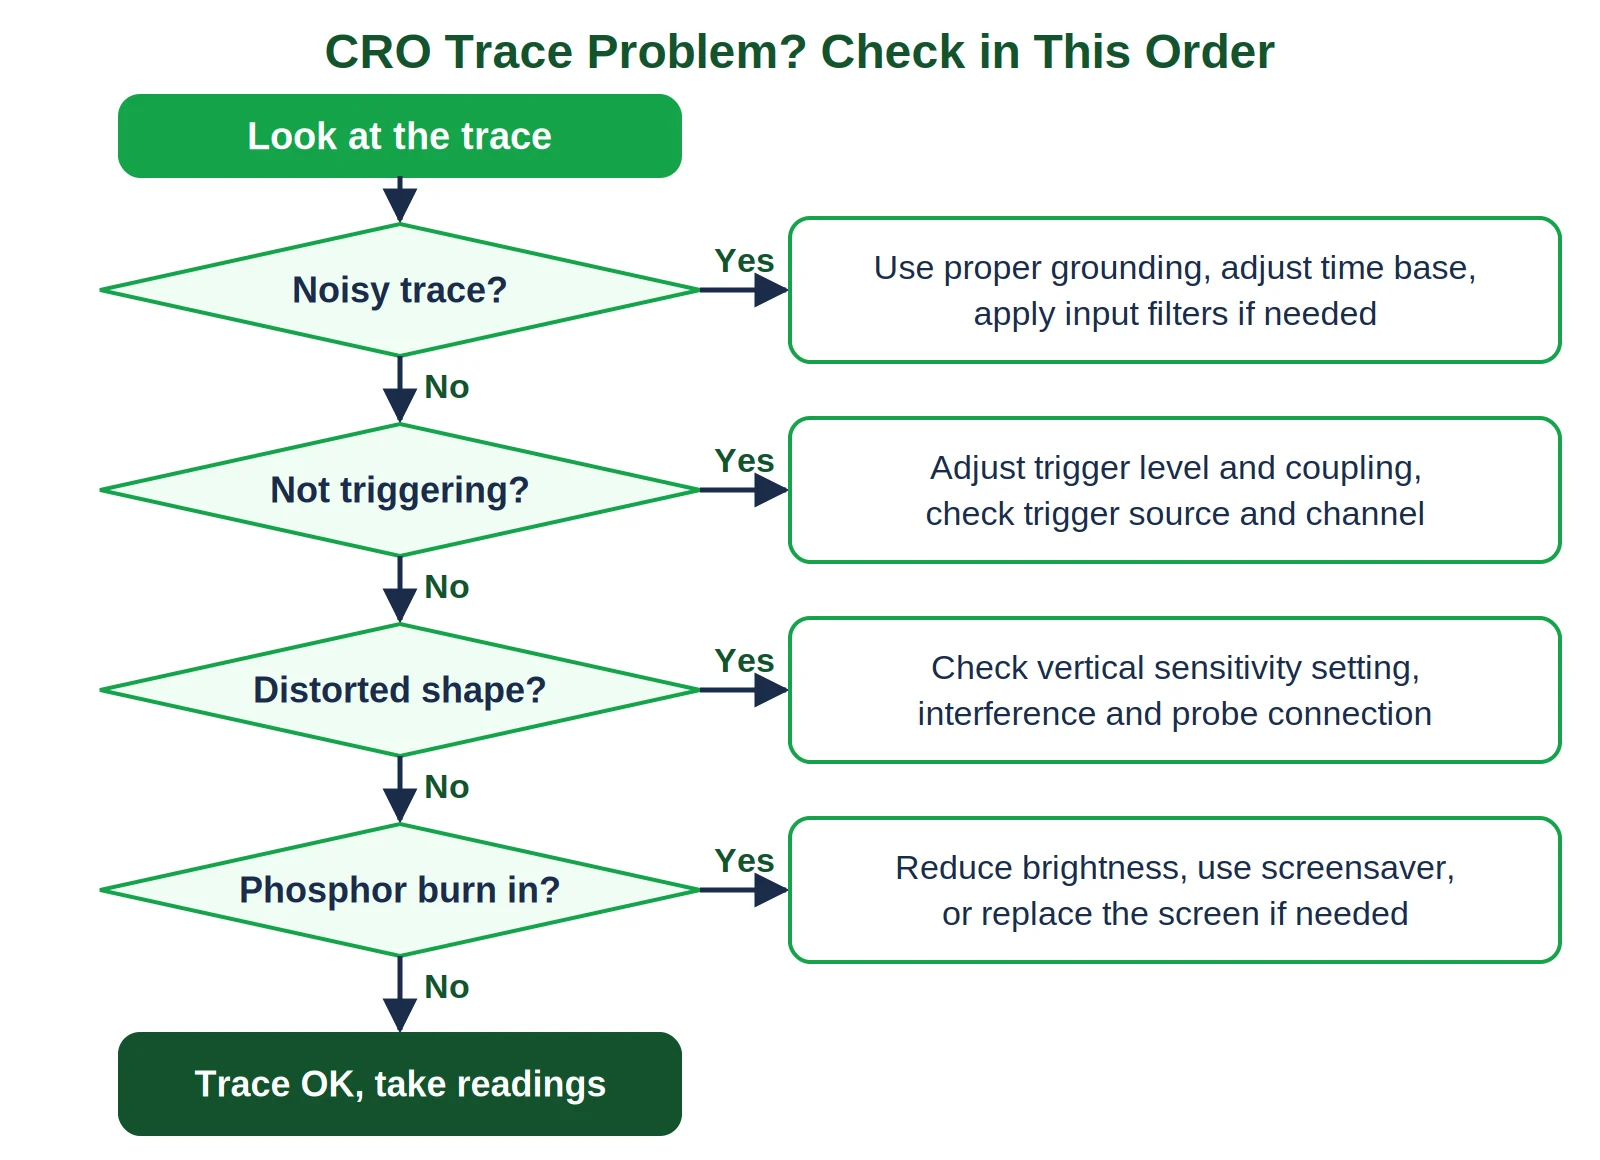 CRO Trace Problem? Check in This Order
Look at the trace
Noisy trace?
Yes
Use proper grounding, adjust time base,
apply input filters if needed
No
Not triggering?
Yes
Adjust trigger level and coupling,
check trigger source and channel
No
Distorted shape?
Yes
Check vertical sensitivity setting,
interference and probe connection
No
Phosphor burn in?
Yes
Reduce brightness, use screensaver,
or replace the screen if needed
No
Trace OK, take readings